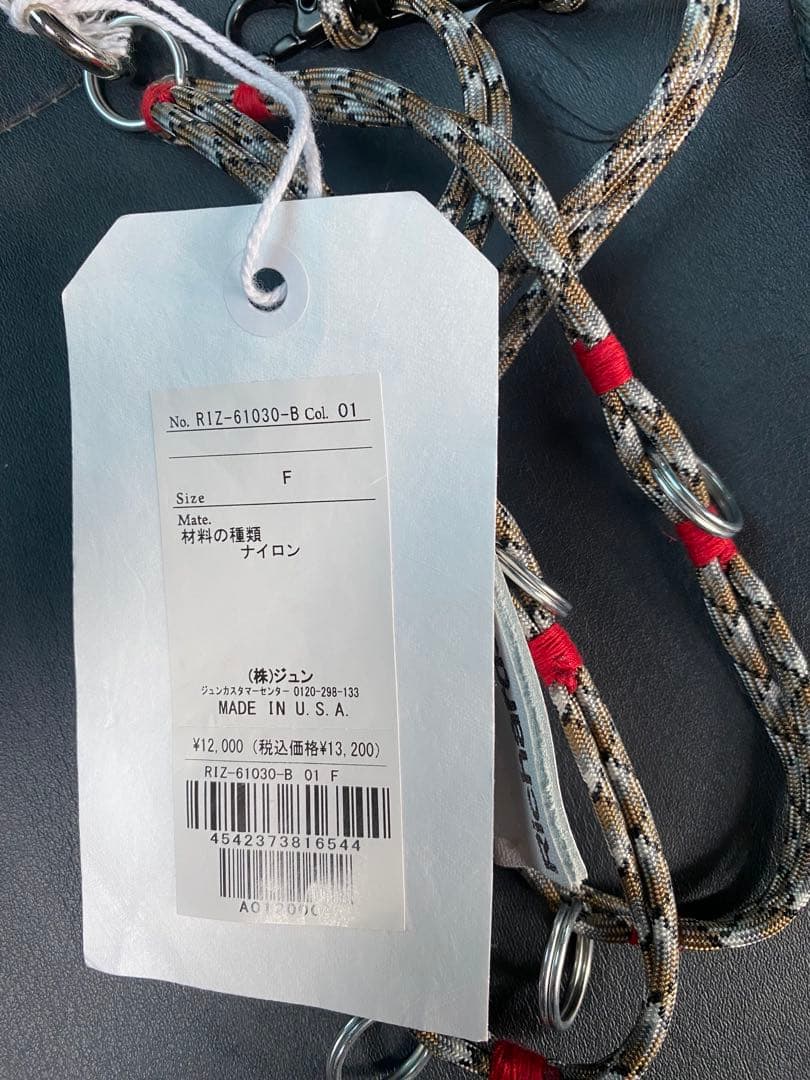 No. RIZ-61030-B Col. 01
F
Size
Mate.
材料の種類
ナイロン
(株)ジュン
ジュンカスタマーセンター 0120-298-133
MADE IN U.S.A.
¥12,000 (税込価格¥13,200)
RIZ-61030-B 01 F
4542373816544